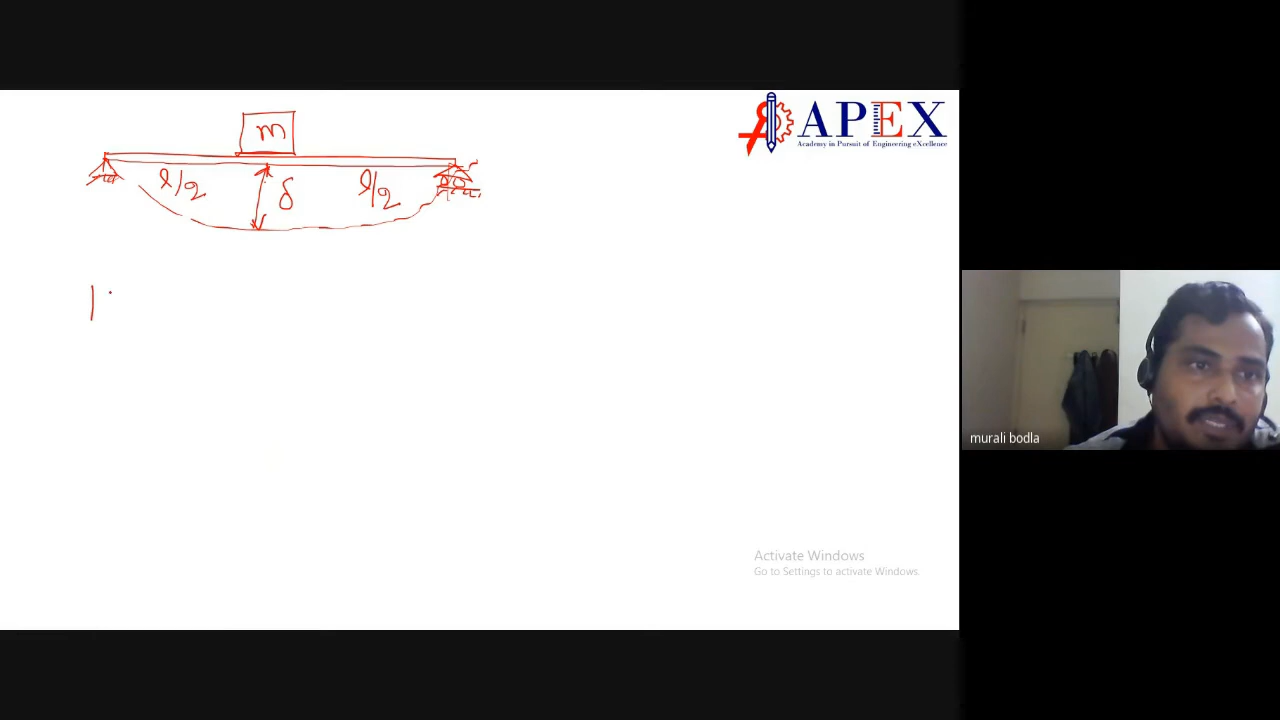 m
APEX
Academy in Pursuit of Engineering eXcellence
l/2 δ l/2
murali bodla
Activate Windows
Go to Settings to activate Windows.